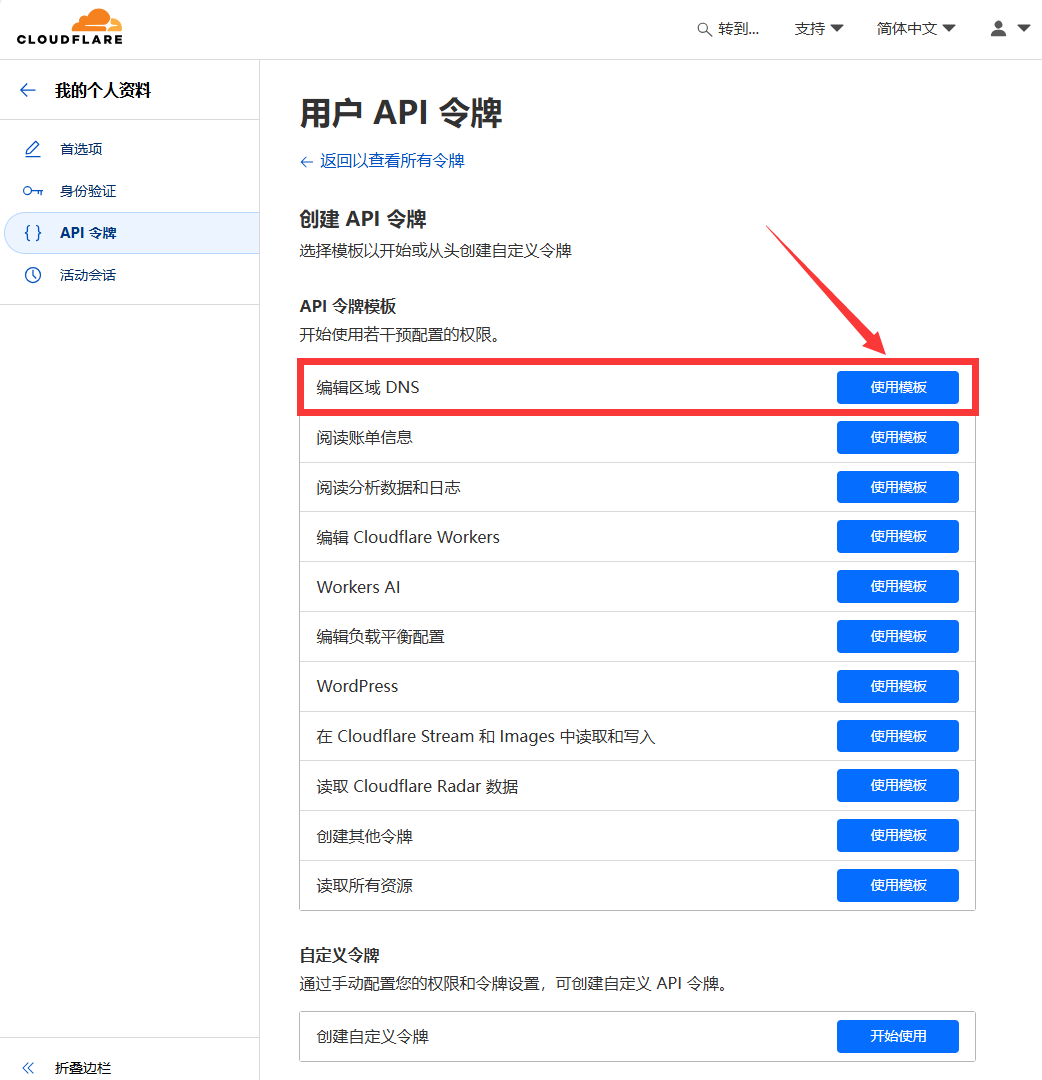 CLOUDFLARE
转到...
支持
简体中文
我的个人资料
首选项
身份验证
API 令牌
活动会话
折叠边栏
用户 API 令牌
← 返回以查看所有令牌
创建 API 令牌
选择模板以开始或从头创建自定义令牌
API 令牌模板
开始使用若干预配置的权限。
编辑区域 DNS 使用模板
阅读账单信息 使用模板
阅读分析数据和日志 使用模板
编辑 Cloudflare Workers 使用模板
Workers AI 使用模板
编辑负载平衡配置 使用模板
WordPress 使用模板
在 Cloudflare Stream 和 Images 中读取和写入 使用模板
读取 Cloudflare Radar 数据 使用模板
创建其他令牌 使用模板
读取所有资源 使用模板
自定义令牌
通过手动配置您的权限和令牌设置，可创建自定义 API 令牌。
创建自定义令牌 开始使用